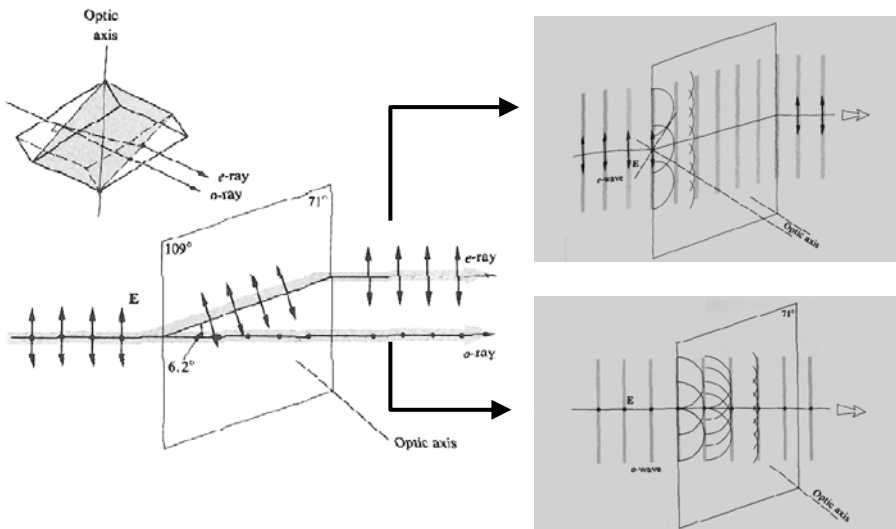 Optic
axis
e-ray
o-ray
109°
71°
E
e-ray
6.2°
o-ray
Optic axis
E
e-wave
Optic axis
71°
E
o-wave
Optic axis